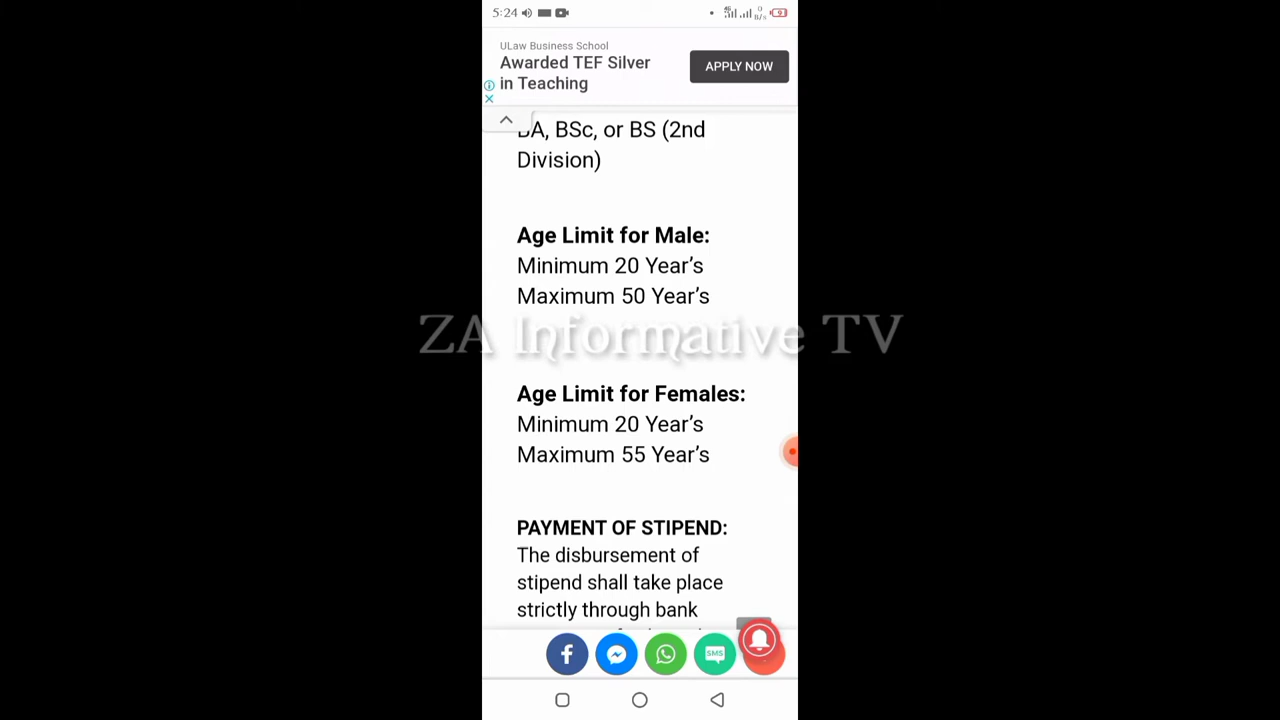 5:24
ULaw Business School
Awarded TEF Silver
in Teaching
APPLY NOW
BA, BSc, or BS (2nd
Division)
Age Limit for Male:
Minimum 20 Year's
Maximum 50 Year's
ZA Informative TV
Age Limit for Females:
Minimum 20 Year's
Maximum 55 Year's
PAYMENT OF STIPEND:
The disbursement of
stipend shall take place
strictly through bank
SMS